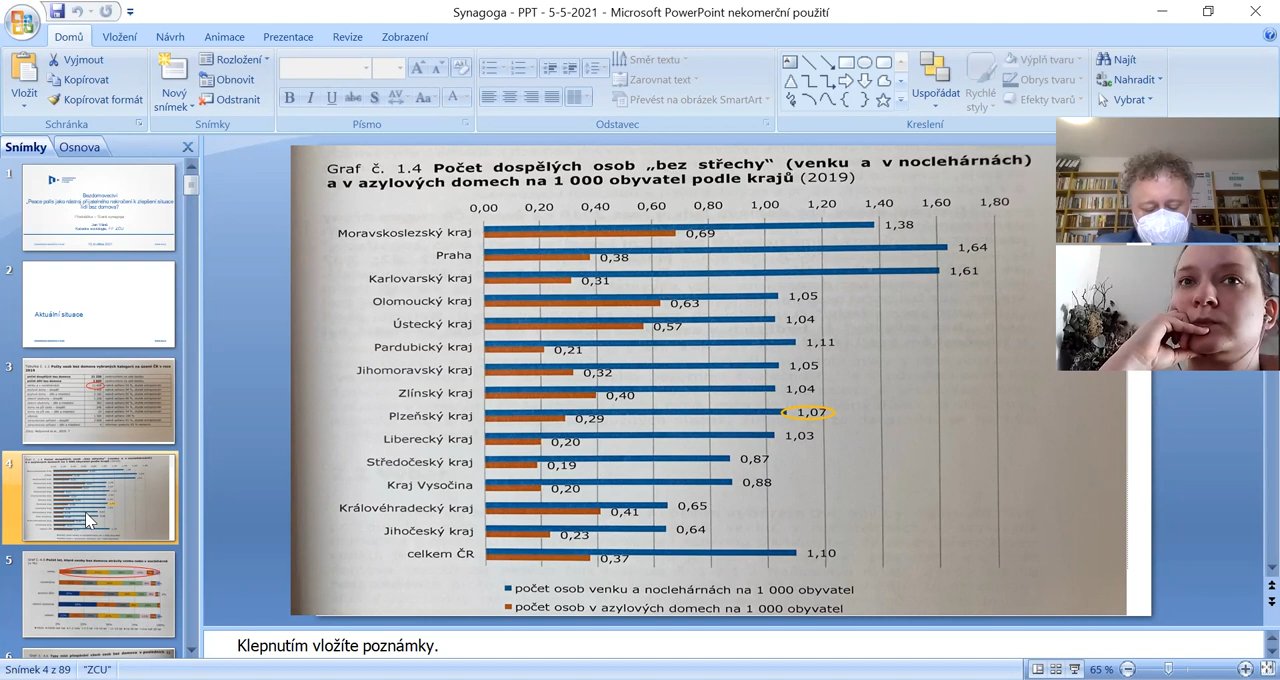 Synagoga - PPT - 5-5-2021 - Microsoft PowerPoint nekomerční použití
Domů Vložení Návrh Animace Prezentace Revize Zobrazení
Vložit
Vyjmout
Kopírovat
Kopírovat formát
Schránka
Nový snímek
Rozložení
Obnovit
Odstranit
Snímky
B I U abc S AV Aa A
Písmo
Směr textu
Zarovnat text
Převést na obrázek SmartArt
Odstavec
Uspořádat
Rychlé styly
Výplň tvaru
Obrys tvaru
Efekty tvarů
Kreslení
Najít
Nahradit
Vybrat
Snímky Osnova
1
2
Aktuální situace
3
4
5
Graf č. 1.4 Počet dospělých osob „bez střechy“ (venku a v noclehárnách)
a v azylových domech na 1 000 obyvatel podle krajů (2019)
0,00 0,20 0,40 0,60 0,80 1,00 1,20 1,40 1,60 1,80
Moravskoslezský kraj 1,38 0,69
Praha 1,64 0,38
Karlovarský kraj 1,61 0,31
Olomoucký kraj 1,05 0,63
Ústecký kraj 1,04 0,57
Pardubický kraj 1,11 0,21
Jihomoravský kraj 1,05 0,32
Zlínský kraj 1,04 0,40
Plzeňský kraj 1,07 0,29
Liberecký kraj 1,03 0,20
Středočeský kraj 0,87 0,19
Kraj Vysočina 0,88 0,20
Královéhradecký kraj 0,65 0,41
Jihočeský kraj 0,64 0,23
celkem ČR 1,10 0,37
počet osob venku a noclehárnách na 1 000 obyvatel
počet osob v azylových domech na 1 000 obyvatel
Klepnutím vložíte poznámky.
Snímek 4 z 89 "ZCU" 65 %